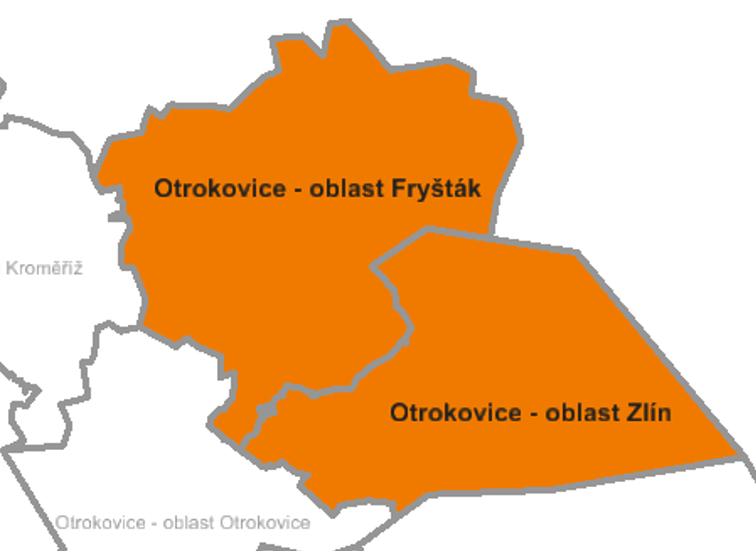 Otrokovice - oblast Fryšták
Kroměříž
Otrokovice - oblast Zlín
Otrokovice - oblast Otrokovice